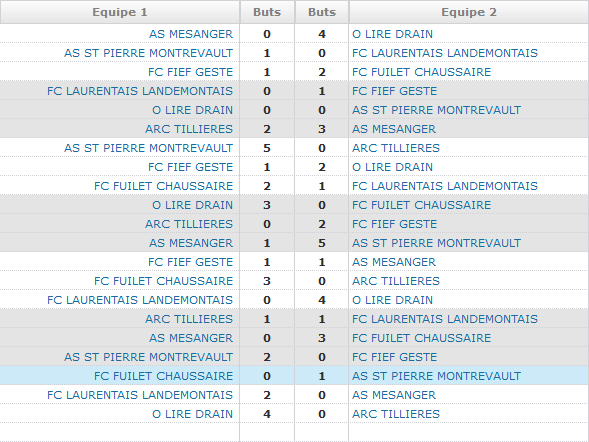 Equipe 1 Buts Buts Equipe 2
AS MESANGER 0 4 O LIRE DRAIN
AS ST PIERRE MONTREVAULT 1 0 FC LAURENTAIS LANDEMONTAIS
FC FIEF GESTE 1 2 FC FUILET CHAUSSAIRE
FC LAURENTAIS LANDEMONTAIS 0 1 FC FIEF GESTE
O LIRE DRAIN 0 0 AS ST PIERRE MONTREVAULT
ARC TILLIERES 2 3 AS MESANGER
AS ST PIERRE MONTREVAULT 5 0 ARC TILLIERES
FC FIEF GESTE 1 2 O LIRE DRAIN
FC FUILET CHAUSSAIRE 2 1 FC LAURENTAIS LANDEMONTAIS
O LIRE DRAIN 3 0 FC FUILET CHAUSSAIRE
ARC TILLIERES 0 2 FC FIEF GESTE
AS MESANGER 1 5 AS ST PIERRE MONTREVAULT
FC FIEF GESTE 1 1 AS MESANGER
FC FUILET CHAUSSAIRE 3 0 ARC TILLIERES
FC LAURENTAIS LANDEMONTAIS 0 4 O LIRE DRAIN
ARC TILLIERES 1 1 FC LAURENTAIS LANDEMONTAIS
AS MESANGER 0 3 FC FUILET CHAUSSAIRE
AS ST PIERRE MONTREVAULT 2 0 FC FIEF GESTE
FC FUILET CHAUSSAIRE 0 1 AS ST PIERRE MONTREVAULT
FC LAURENTAIS LANDEMONTAIS 2 0 AS MESANGER
O LIRE DRAIN 4 0 ARC TILLIERES